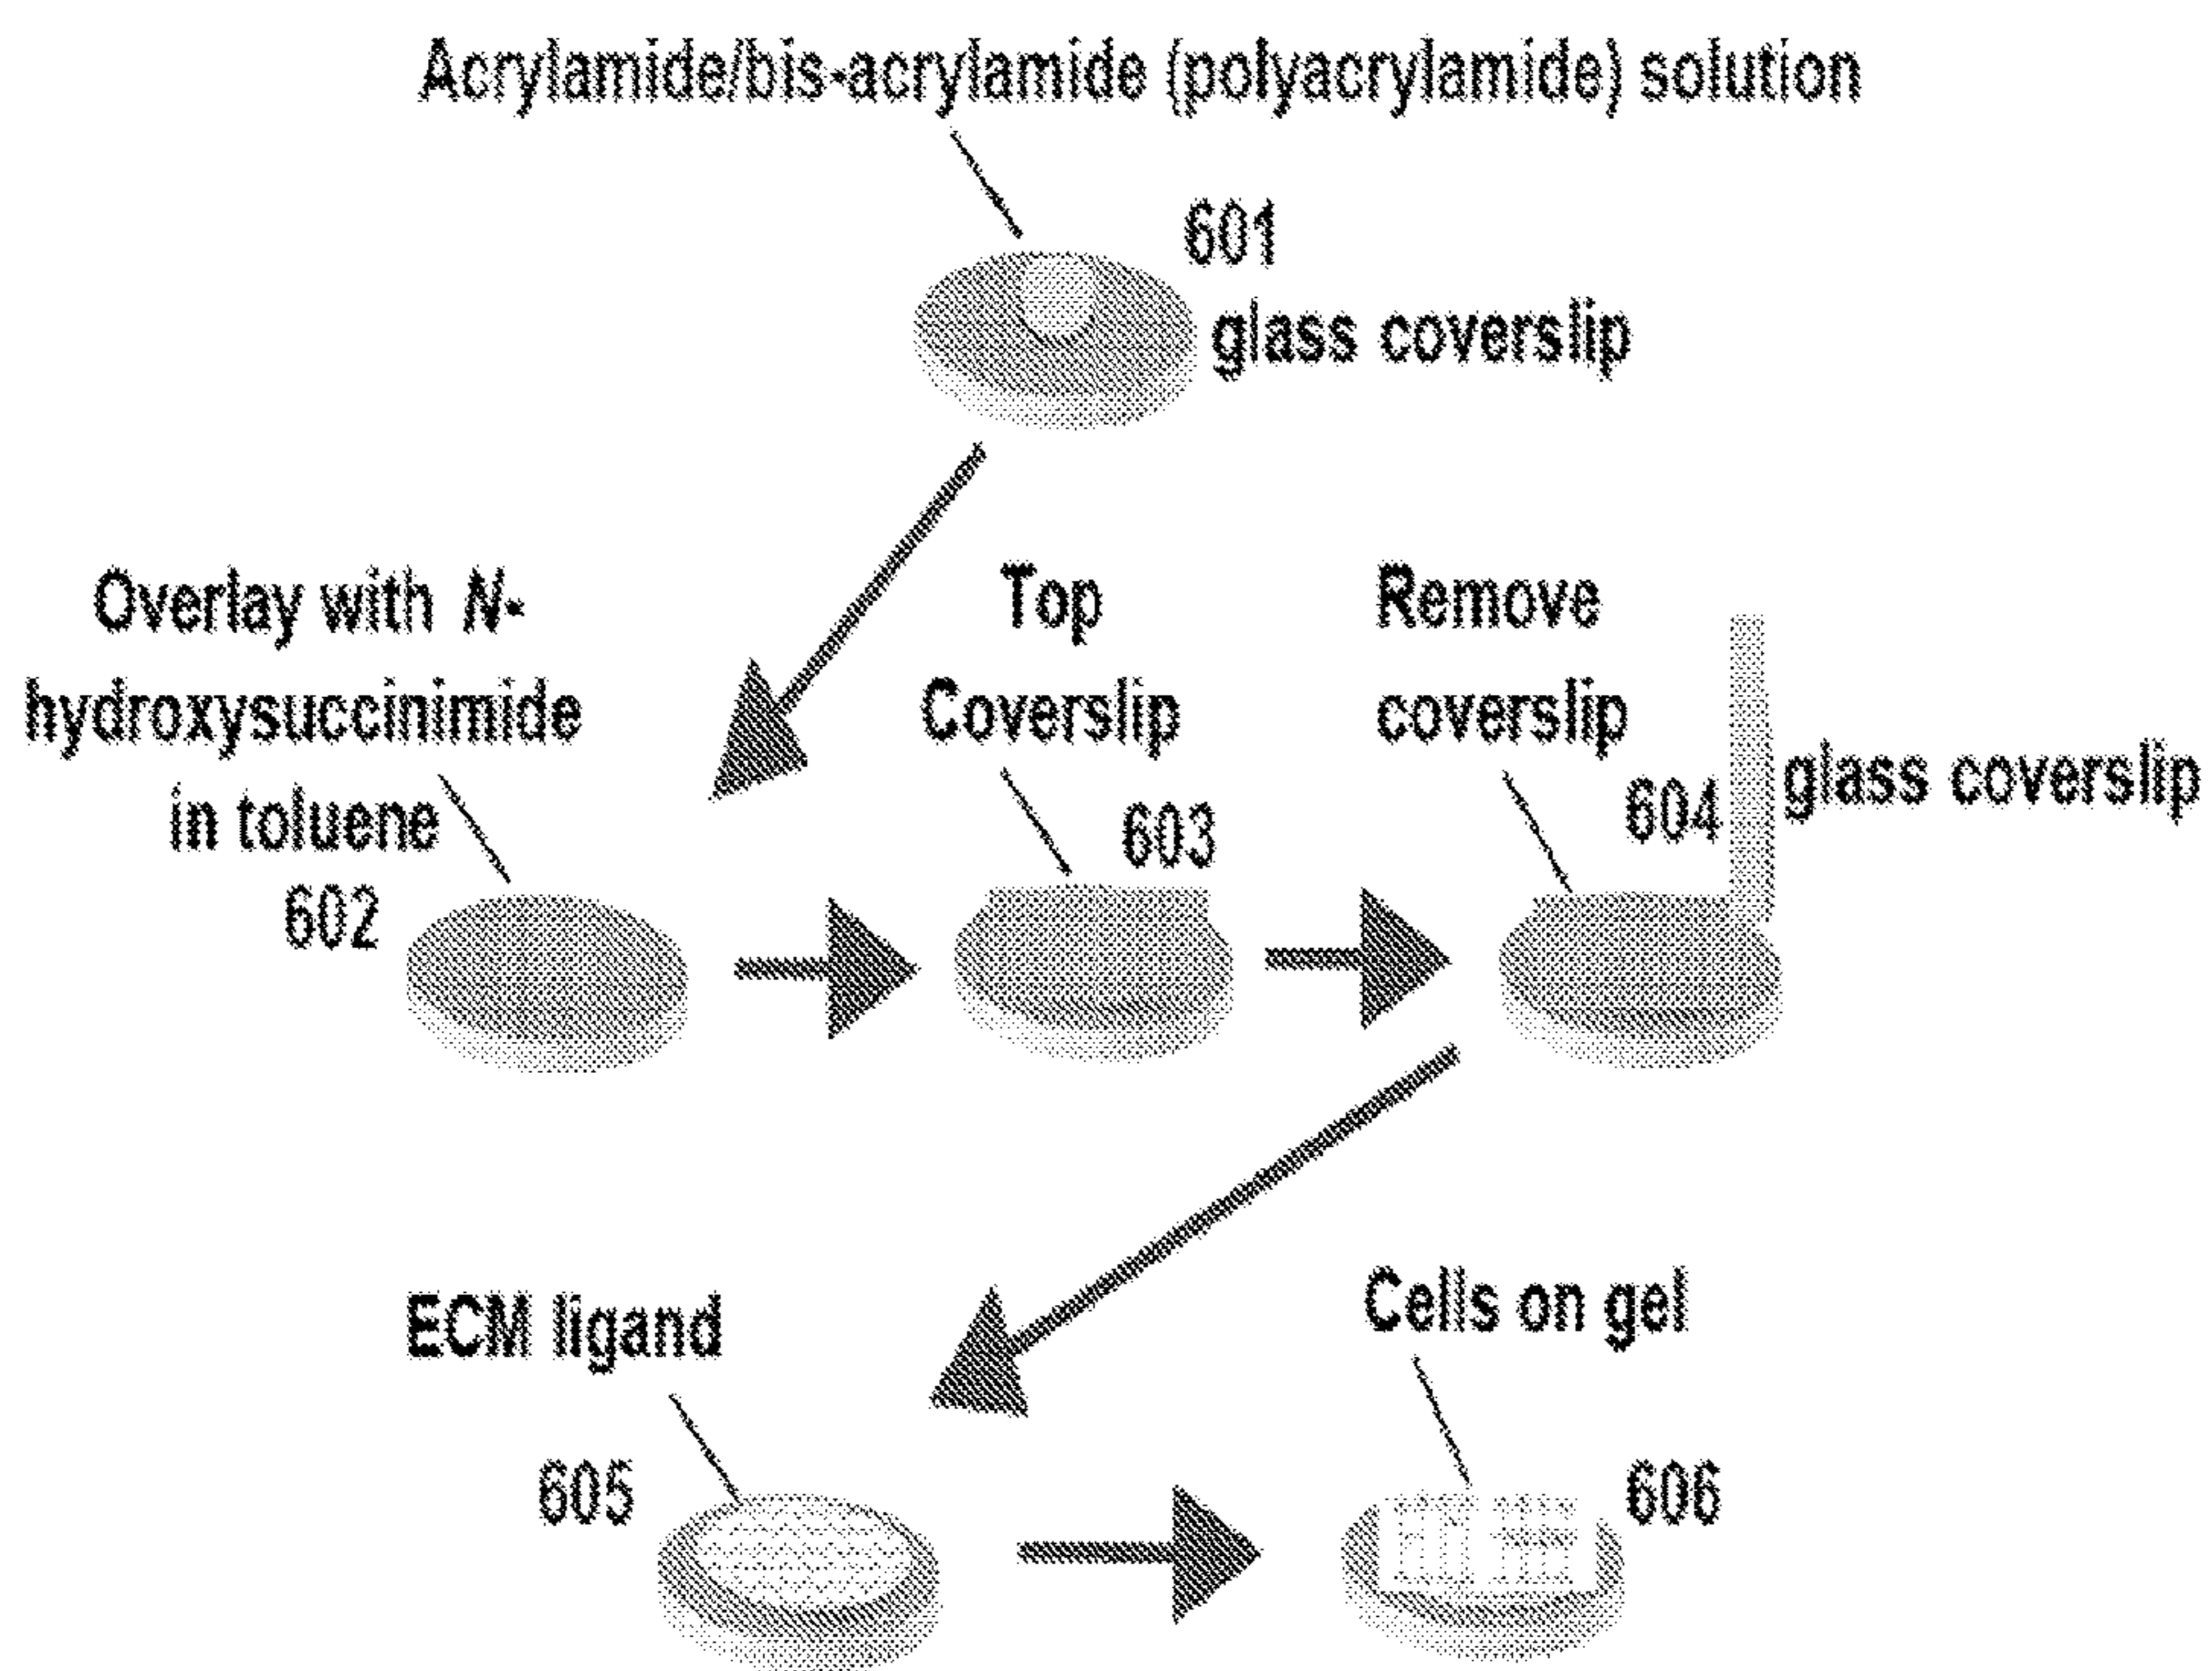 Acrylamide/bis-acrylamide (polyacrylamide) solution
601
glass coverslip
Overlay with N-
hydroxysuccinimide
in toluene
602
Top
Coverslip
603
Remove
coverslip
604
glass coverslip
ECM ligand
605
Cells on gel
606